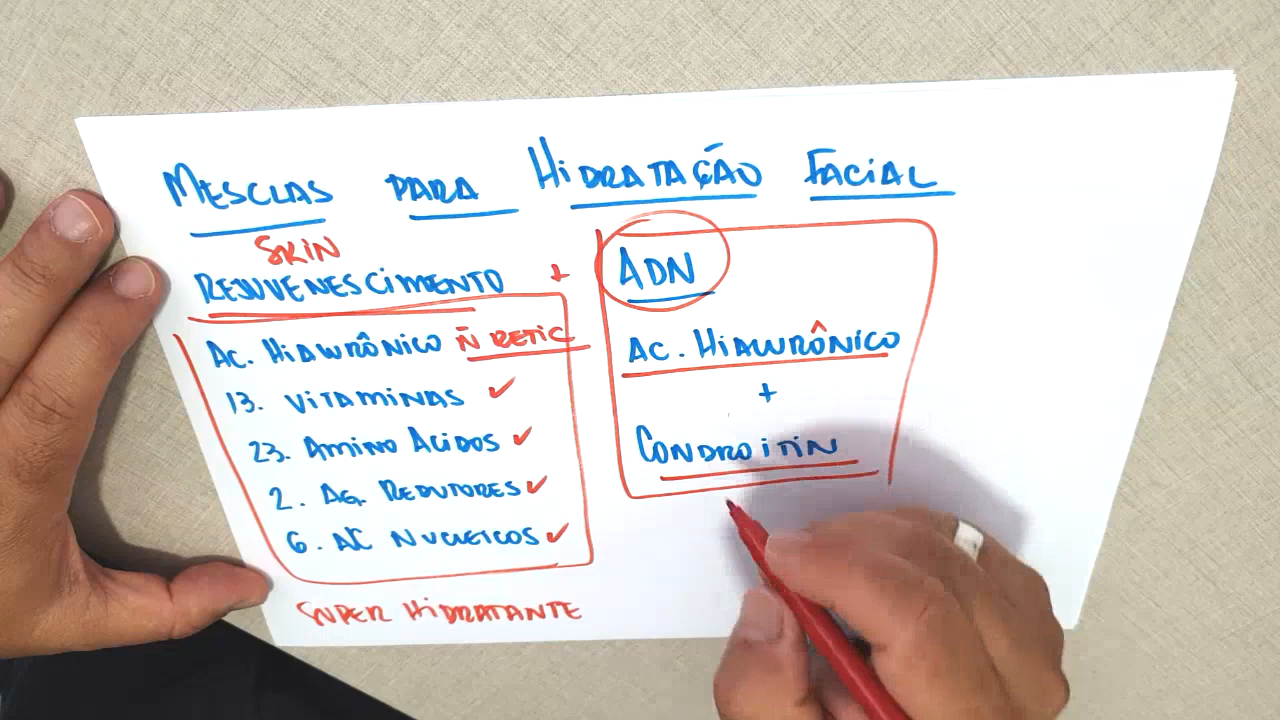 MESCLAS PARA HIDRATAÇÃO FACIAL
SKIN
REJUVENESCIMENTO +
AC. HIALURÔNICO Ñ RETIC
13. VITAMINAS ✓
23. AMINO ACIDOS ✓
2. AG. REDUTORES ✓
6. AC NUCLEICOS ✓
SUPER HIDRATANTE
ADN
AC. HIALURÔNICO
+
CONDROITIN